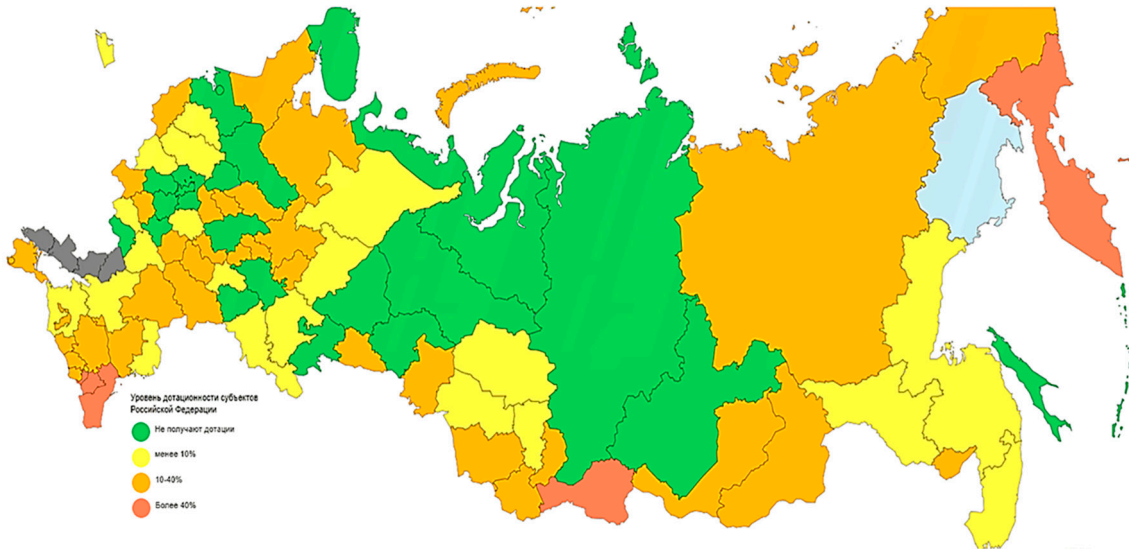 Уровень дотационности субъектов
Российской Федерации
Не получают дотации
менее 10%
10-40%
Более 40%